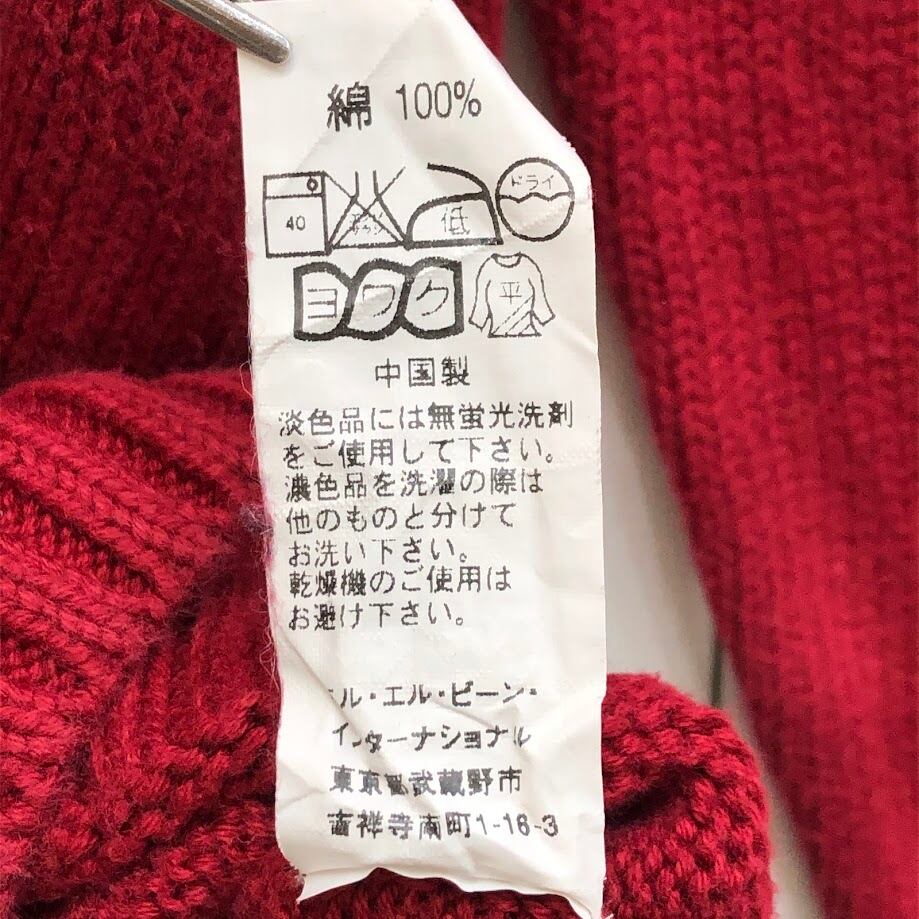 綿 100%
40 低 ドライ
ヨワク 平
中国製
淡色品には無蛍光洗剤
をご使用して下さい。
濃色品を洗濯の際は
他のものと分けて
お洗い下さい。
乾燥機のご使用は
お避け下さい。
ル・エル・ビーン・
インターナショナル
東京都武蔵野市
吉祥寺南町1-16-3